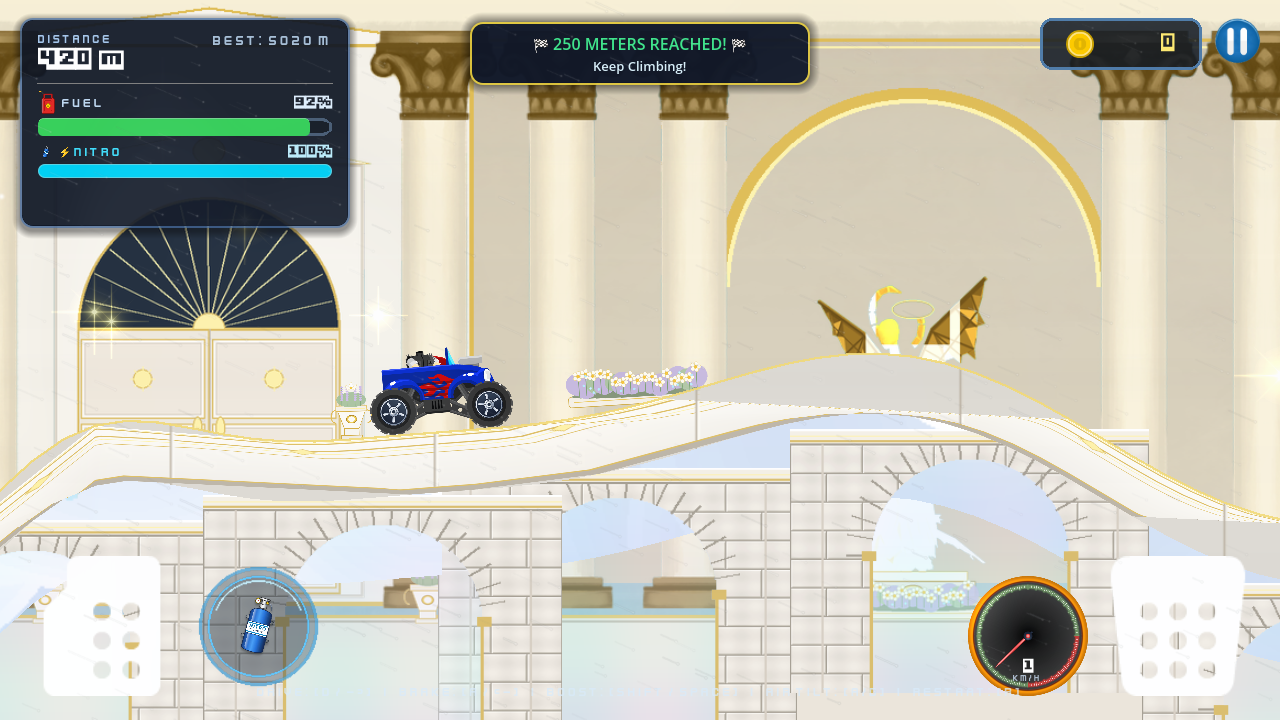 DISTANCE
BEST: 5020 M
420 m
FUEL
92%
⚡NITRO
100%
🏁 250 METERS REACHED! 🏁
Keep Climbing!
0
1
KM/H